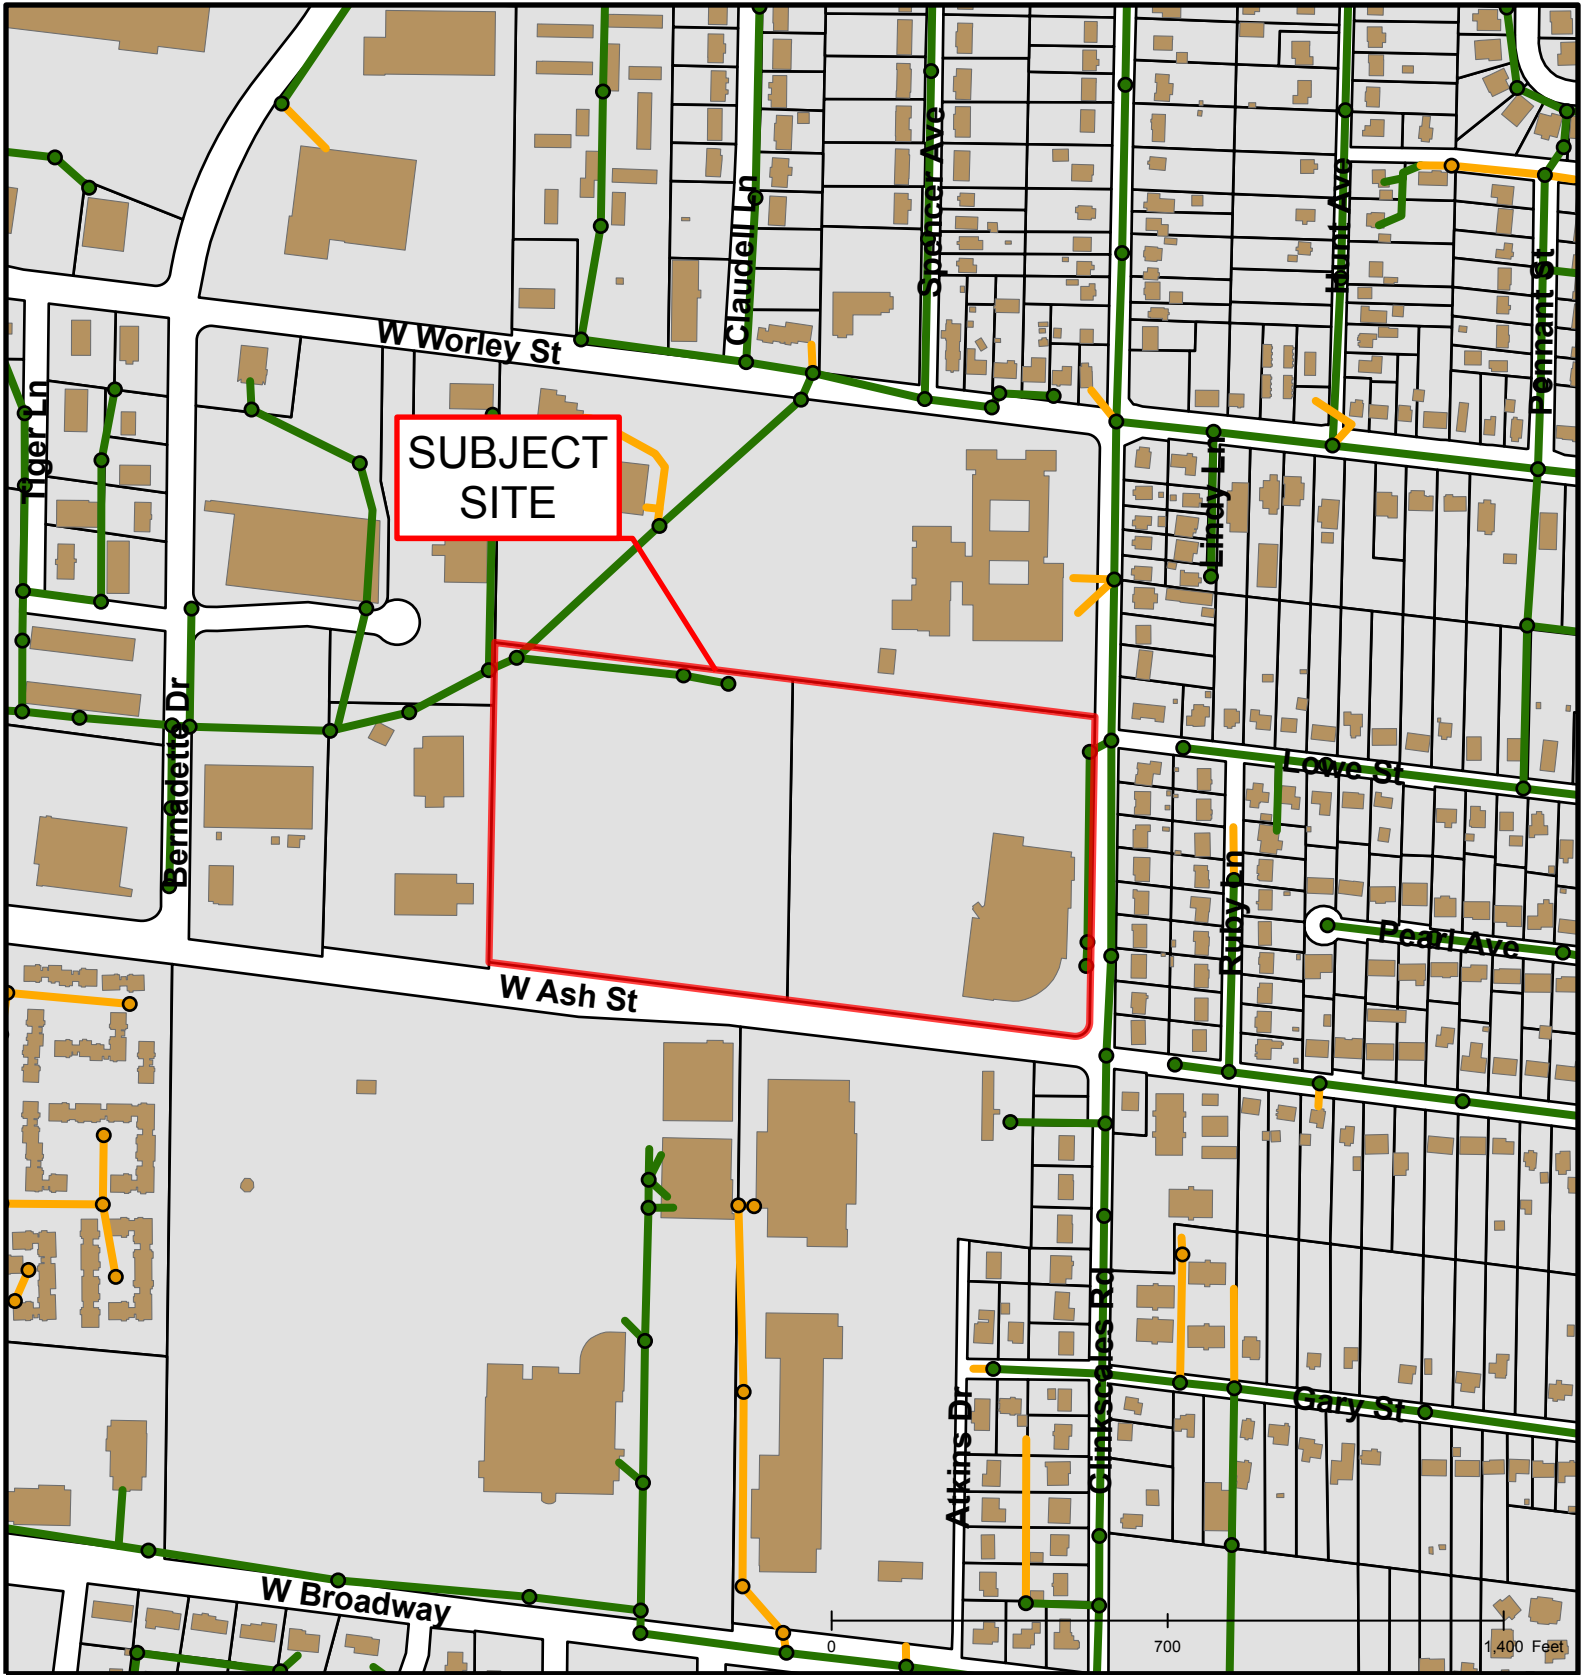 Claudell Ln
Spencer Ave
Hunt Ave
Pennant St
W Worley St
Tiger Ln
SUBJECT
SITE
Lindy Ln
Bernadette Dr
Lowe St
Ruby Ln
Pearl Ave
W Ash St
Clinkscales Rd
Atkins Dr
Gary St
W Broadway
0 700 1,400 Feet